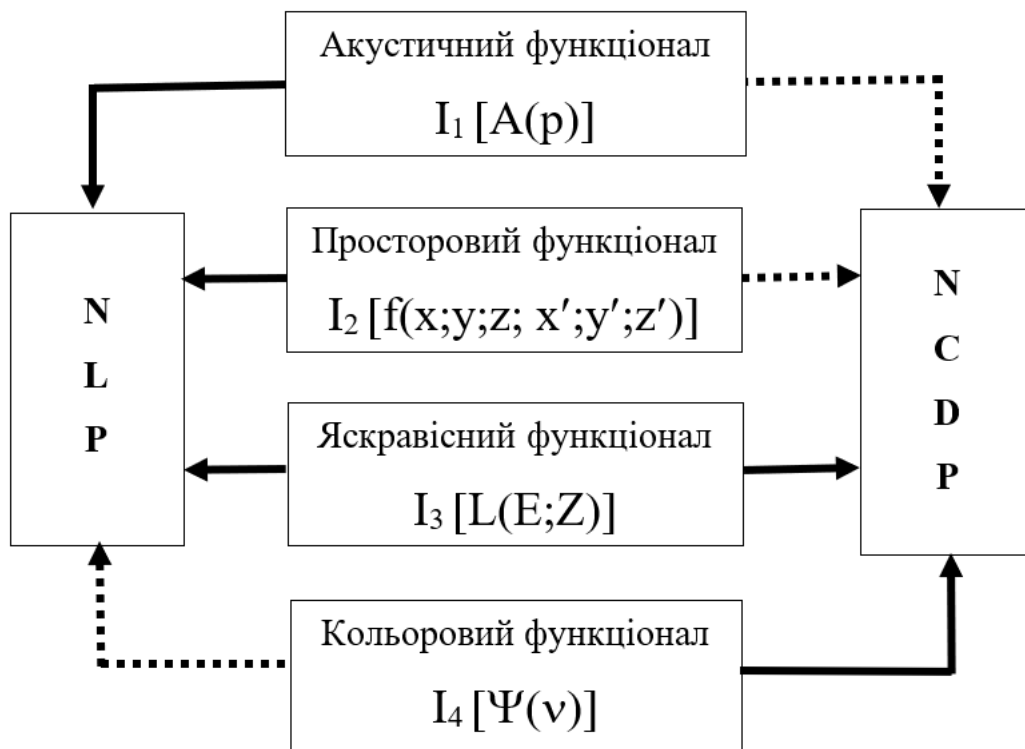 Акустичний функціонал
I₁ [A(p)]
Просторовий функціонал
I₂ [f(x;y;z; x′;y′;z′)]
N
L
P
N
C
D
P
Яскравісний функціонал
I₃ [L(E;Z)]
Кольоровий функціонал
I₄ [Ψ(ν)]